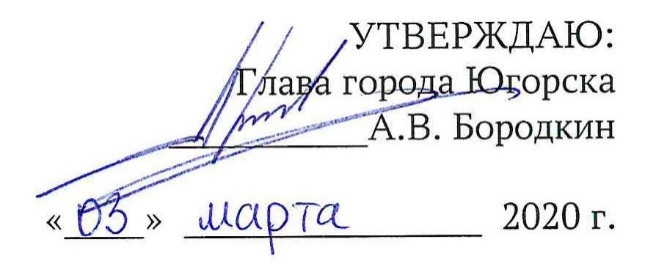 УТВЕРЖДАЮ:
Глава города Югорска
А.В. Бородкин
«03» марта 2020 г.